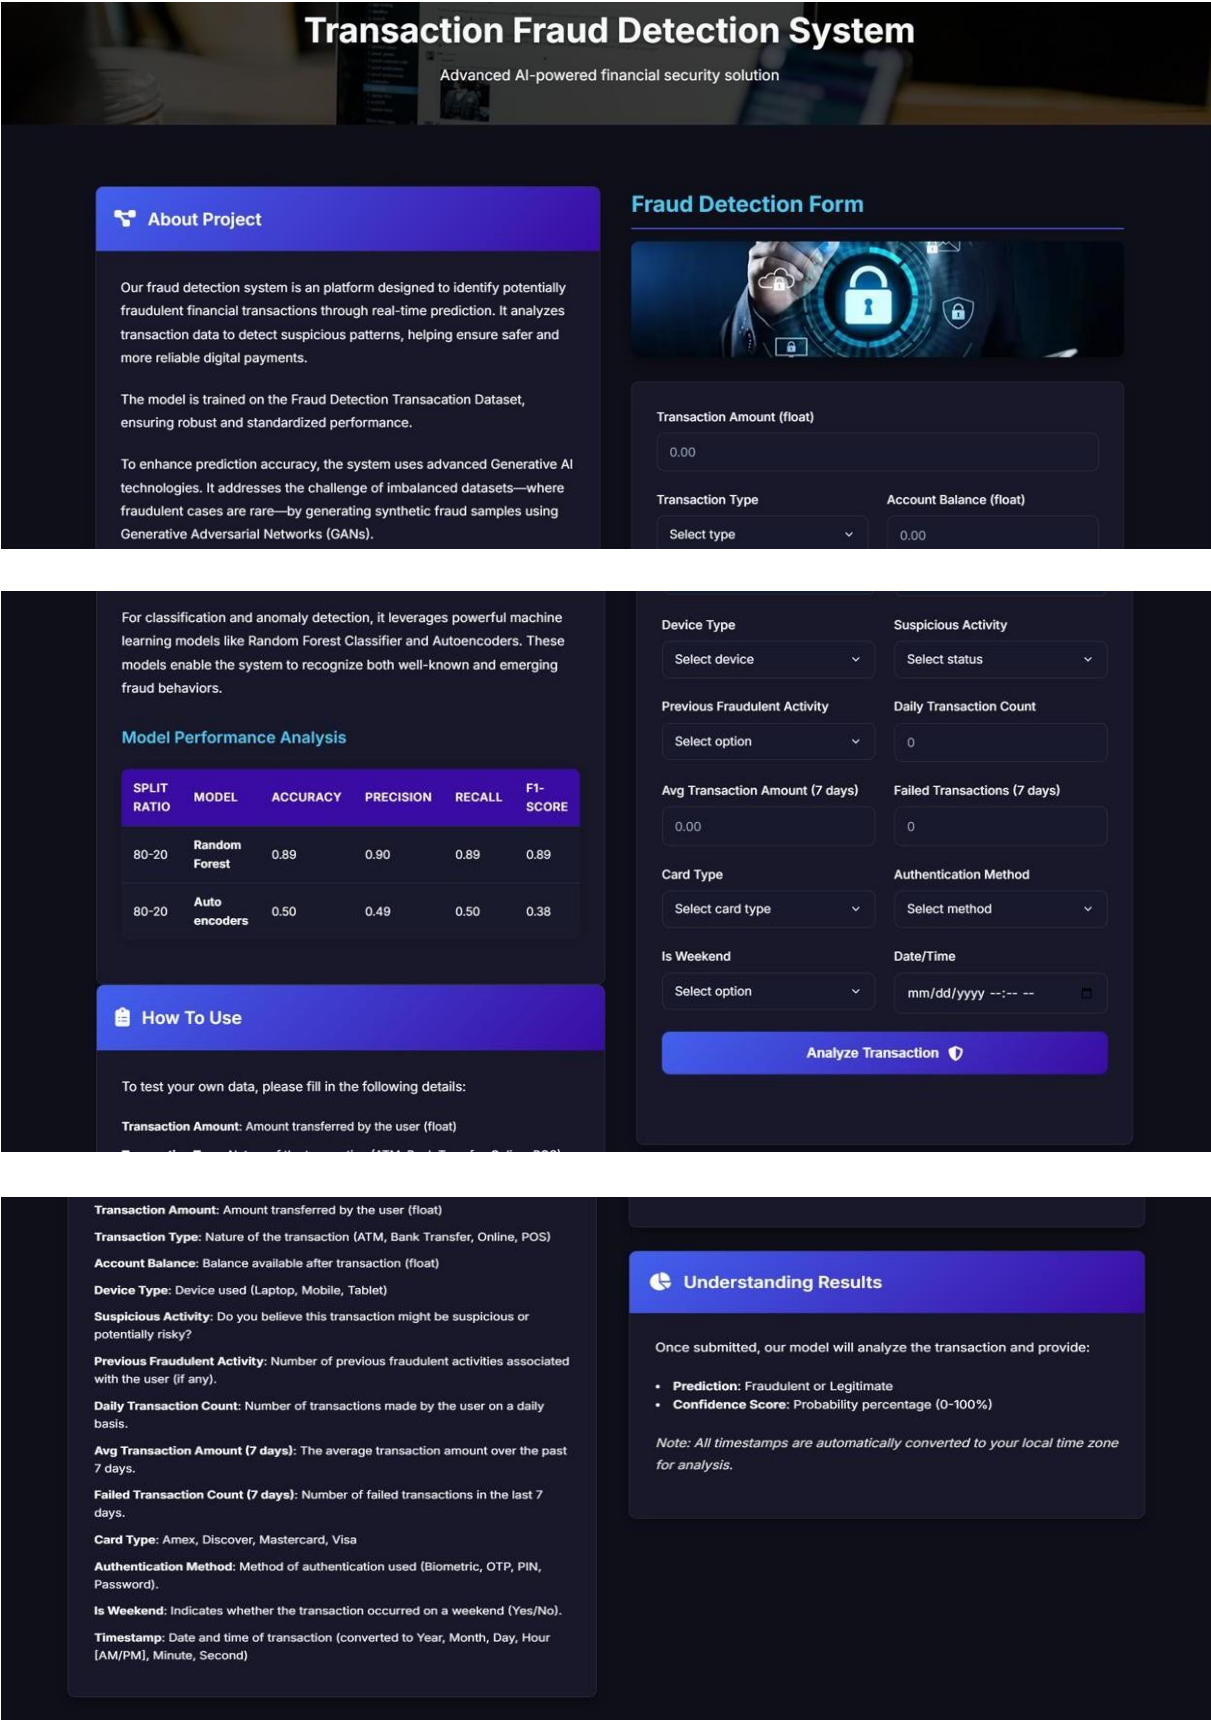 Transaction Fraud Detection System
Advanced AI-powered financial security solution
About Project
Our fraud detection system is an platform designed to identify potentially
fraudulent financial transactions through real-time prediction. It analyzes
transaction data to detect suspicious patterns, helping ensure safer and
more reliable digital payments.
The model is trained on the Fraud Detection Transacation Dataset,
ensuring robust and standardized performance.
To enhance prediction accuracy, the system uses advanced Generative AI
technologies. It addresses the challenge of imbalanced datasets—where
fraudulent cases are rare—by generating synthetic fraud samples using
Generative Adversarial Networks (GANs).
Fraud Detection Form
Transaction Amount (float)
0.00
Transaction Type Account Balance (float)
Select type 0.00
For classification and anomaly detection, it leverages powerful machine
learning models like Random Forest Classifier and Autoencoders. These
models enable the system to recognize both well-known and emerging
fraud behaviors.
Model Performance Analysis
SPLIT RATIO MODEL ACCURACY PRECISION RECALL F1-SCORE
80-20 Random Forest 0.89 0.90 0.89 0.89
80-20 Auto encoders 0.50 0.49 0.50 0.38
How To Use
To test your own data, please fill in the following details:
Transaction Amount: Amount transferred by the user (float)
Device Type Suspicious Activity
Select device Select status
Previous Fraudulent Activity Daily Transaction Count
Select option 0
Avg Transaction Amount (7 days) Failed Transactions (7 days)
0.00 0
Card Type Authentication Method
Select card type Select method
Is Weekend Date/Time
Select option mm/dd/yyyy --:-- --
Analyze Transaction
Transaction Amount: Amount transferred by the user (float)
Transaction Type: Nature of the transaction (ATM, Bank Transfer, Online, POS)
Account Balance: Balance available after transaction (float)
Device Type: Device used (Laptop, Mobile, Tablet)
Suspicious Activity: Do you believe this transaction might be suspicious or
potentially risky?
Previous Fraudulent Activity: Number of previous fraudulent activities associated
with the user (if any).
Daily Transaction Count: Number of transactions made by the user on a daily
basis.
Avg Transaction Amount (7 days): The average transaction amount over the past
7 days.
Failed Transaction Count (7 days): Number of failed transactions in the last 7
days.
Card Type: Amex, Discover, Mastercard, Visa
Authentication Method: Method of authentication used (Biometric, OTP, PIN,
Password).
Is Weekend: Indicates whether the transaction occurred on a weekend (Yes/No).
Timestamp: Date and time of transaction (converted to Year, Month, Day, Hour
[AM/PM], Minute, Second)
Understanding Results
Once submitted, our model will analyze the transaction and provide:
• Prediction: Fraudulent or Legitimate
• Confidence Score: Probability percentage (0-100%)
Note: All timestamps are automatically converted to your local time zone
for analysis.